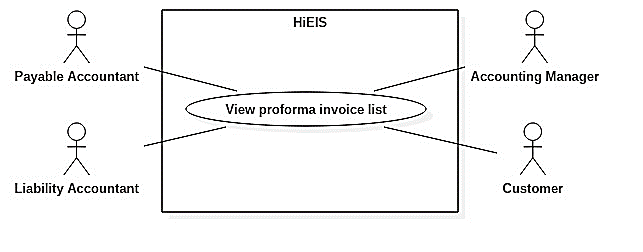 HiEIS
Payable Accountant
Accounting Manager
View proforma invoice list
Liability Accountant
Customer